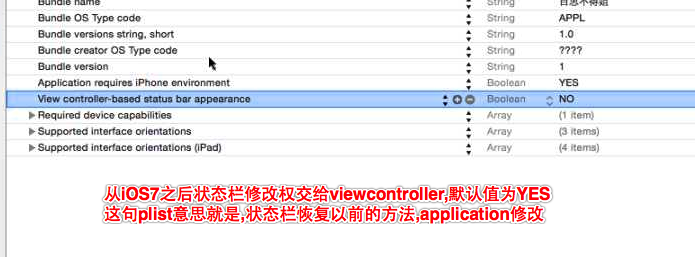 Bundle name String 百思不得姐
Bundle OS Type code String APPL
Bundle versions string, short String 1.0
Bundle creator OS Type code String ????
Bundle version String 1
Application requires iPhone environment Boolean YES
View controller-based status bar appearance Boolean NO
Required device capabilities Array (1 item)
Supported interface orientations Array (3 items)
Supported interface orientations (iPad) Array (4 items)
从iOS7之后状态栏修改权交给viewcontroller,默认值为YES
这句plist意思就是,状态栏恢复以前的方法,application修改